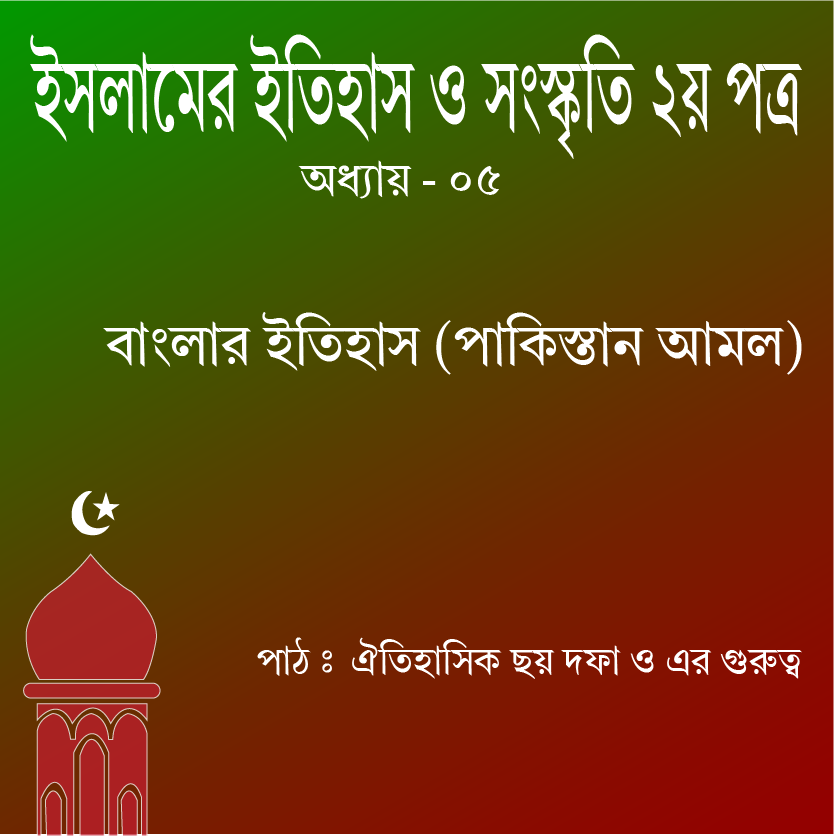 ইসলামের ইতিহাস ও সংস্কৃতি ২য় পত্র
অধ্যায় - ০৫
বাংলার ইতিহাস (পাকিস্তান আমল)
পাঠ ঃ ঐতিহাসিক ছয় দফা ও এর গুরুত্ব